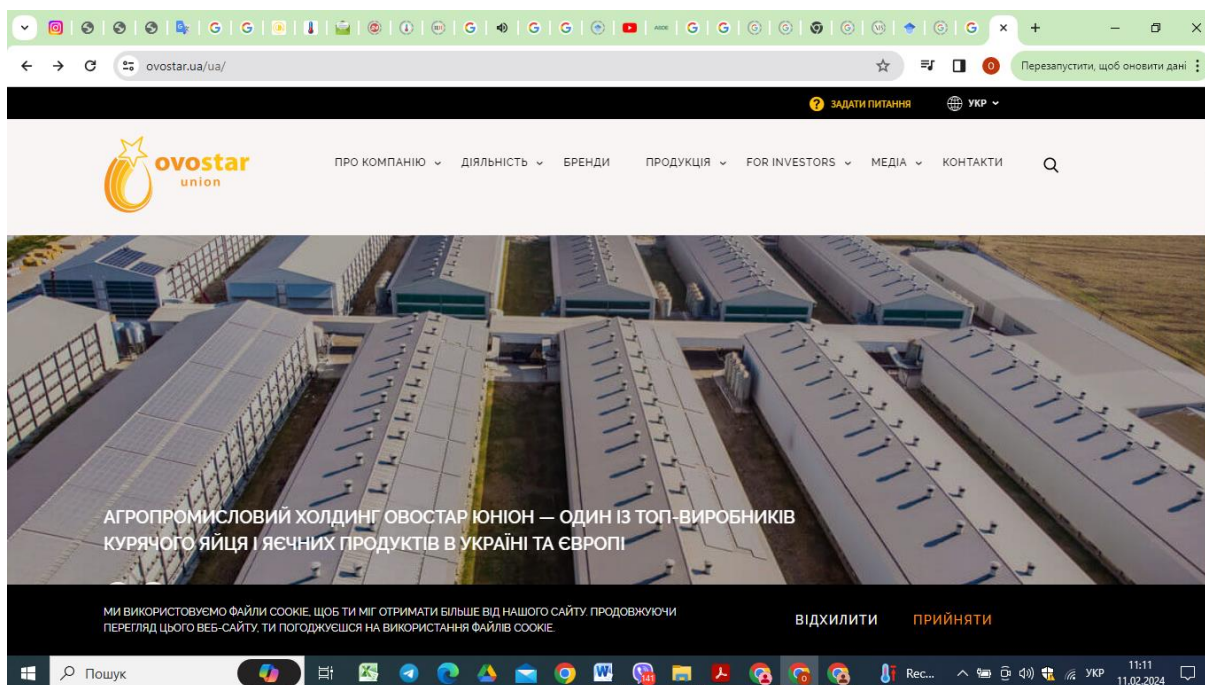 ovostar.ua/ua/
Перезапустити, щоб оновити дані
ЗАДАТИ ПИТАННЯ УКР
ovostar
union
ПРО КОМПАНІЮ ДІЯЛЬНІСТЬ БРЕНДИ ПРОДУКЦІЯ FOR INVESTORS МЕДІА КОНТАКТИ
АГРОПРОМИСЛОВИЙ ХОЛДИНГ ОВОСТАР ЮНІОН — ОДИН ІЗ ТОП-ВИРОБНИКІВ
КУРЯЧОГО ЯЙЦЯ І ЯЄЧНИХ ПРОДУКТІВ В УКРАЇНІ ТА ЄВРОПІ
МИ ВИКОРИСТОВУЄМО ФАЙЛИ COOKIE, ЩОБ ТИ МІГ ОТРИМАТИ БІЛЬШЕ ВІД НАШОГО САЙТУ. ПРОДОВЖУЮЧИ
ПЕРЕГЛЯД ЦЬОГО ВЕБ-САЙТУ, ТИ ПОГОДЖУЄШСЯ НА ВИКОРИСТАННЯ ФАЙЛІВ COOKIE.
ВІДХИЛИТИ ПРИЙНЯТИ
Пошук
141
Rec...
УКР
11:11
11.02.2024